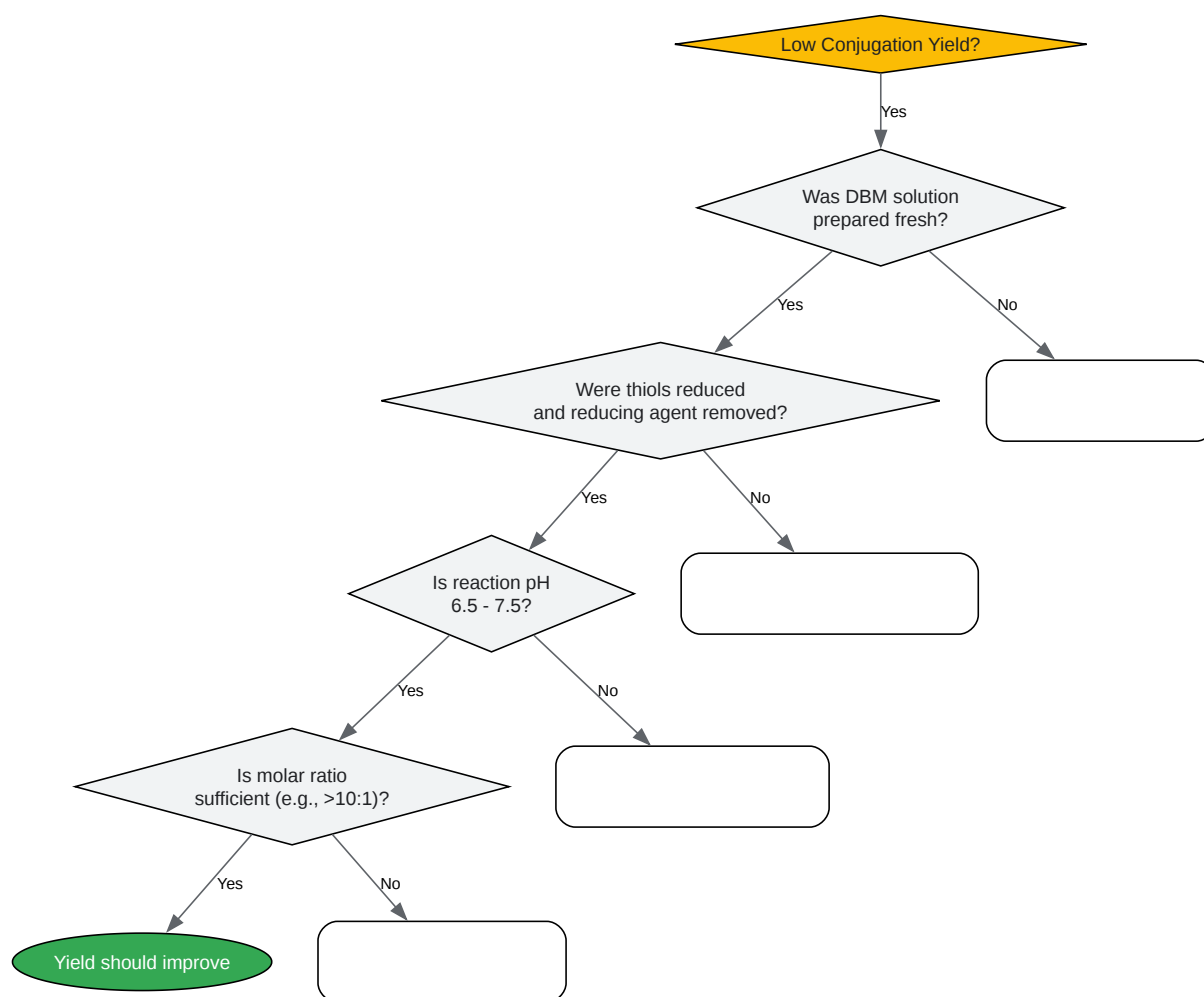 Low Conjugation Yield?
Yes
Was DBM solution
prepared fresh?
Yes
No
Were thiols reduced
and reducing agent removed?
Yes
No
Is reaction pH
6.5 - 7.5?
Yes
No
Is molar ratio
sufficient (e.g., >10:1)?
Yes
No
Yield should improve